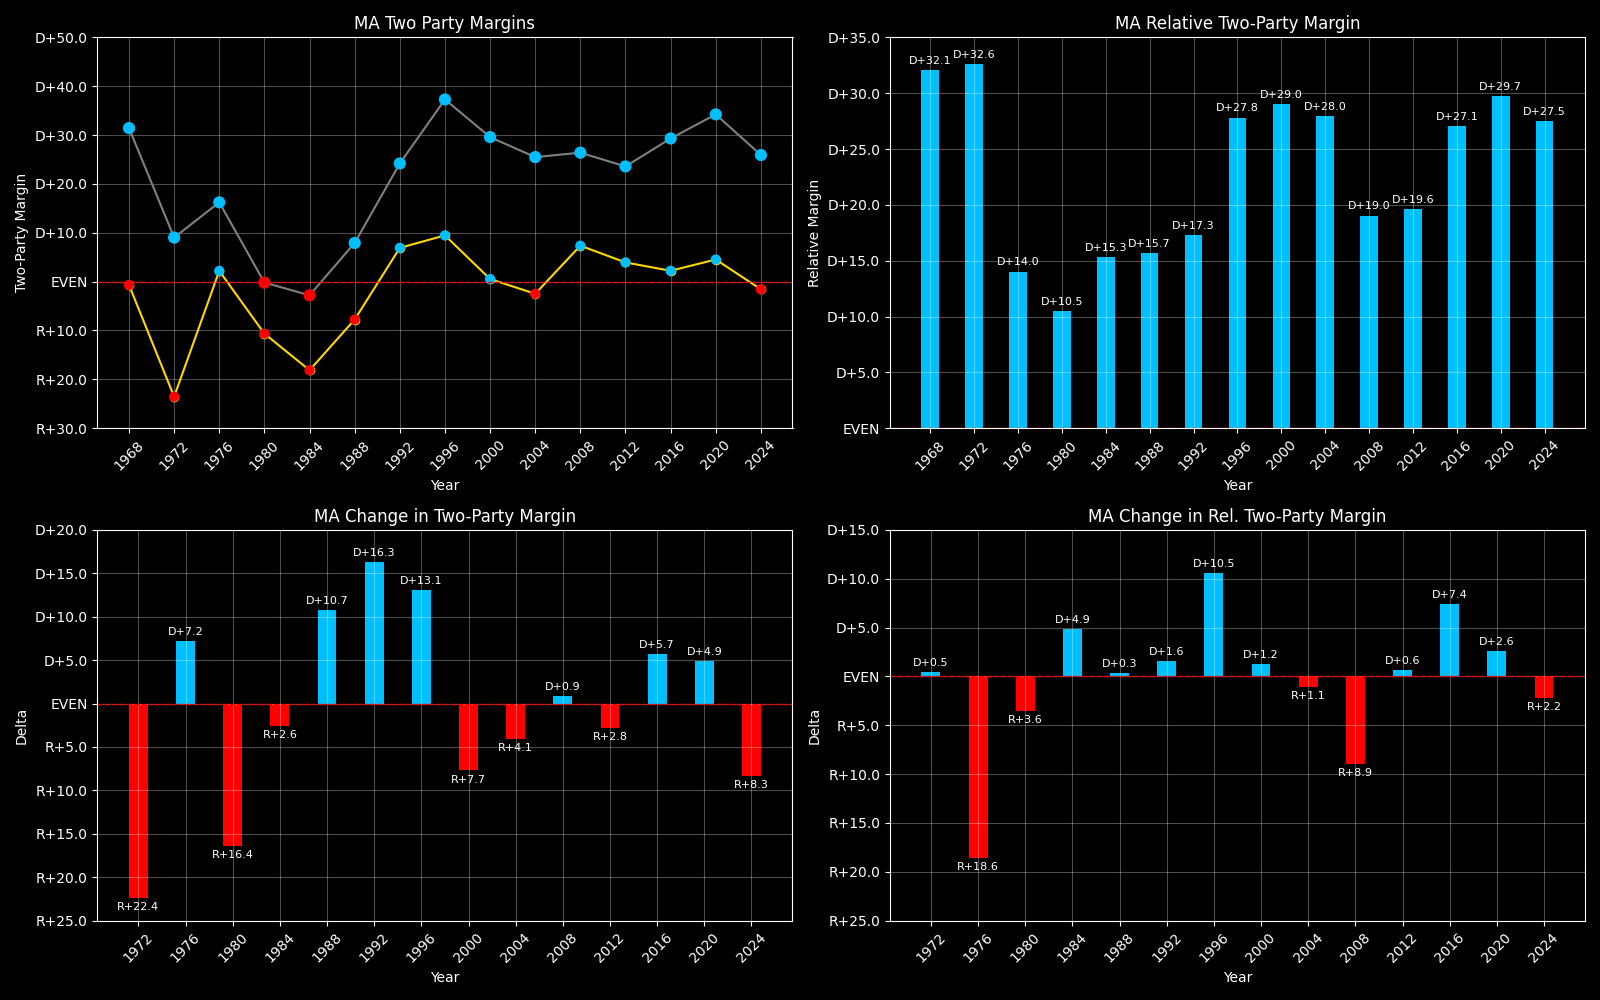 MA Two Party Margins
D+50.0
D+40.0
D+30.0
D+20.0
D+10.0
EVEN
R+10.0
R+20.0
R+30.0
Two-Party Margin
1968 1972 1976 1980 1984 1988 1992 1996 2000 2004 2008 2012 2016 2020 2024
Year
MA Relative Two-Party Margin
D+35.0
D+30.0
D+25.0
D+20.0
D+15.0
D+10.0
D+5.0
EVEN
Relative Margin
D+32.1 D+32.6 D+14.0 D+10.5 D+15.3 D+15.7 D+17.3 D+27.8 D+29.0 D+28.0 D+19.0 D+19.6 D+27.1 D+29.7 D+27.5
1968 1972 1976 1980 1984 1988 1992 1996 2000 2004 2008 2012 2016 2020 2024
Year
MA Change in Two-Party Margin
D+20.0
D+15.0
D+10.0
D+5.0
EVEN
R+5.0
R+10.0
R+15.0
R+20.0
R+25.0
Delta
R+22.4 D+7.2 R+16.4 R+2.6 D+10.7 D+16.3 D+13.1 R+7.7 R+4.1 D+0.9 R+2.8 D+5.7 D+4.9 R+8.3
1972 1976 1980 1984 1988 1992 1996 2000 2004 2008 2012 2016 2020 2024
Year
MA Change in Rel. Two-Party Margin
D+15.0
D+10.0
D+5.0
EVEN
R+5.0
R+10.0
R+15.0
R+20.0
R+25.0
Delta
D+0.5 R+18.6 R+3.6 D+4.9 D+0.3 D+1.6 D+10.5 D+1.2 R+1.1 R+8.9 D+0.6 D+7.4 D+2.6 R+2.2
1972 1976 1980 1984 1988 1992 1996 2000 2004 2008 2012 2016 2020 2024
Year